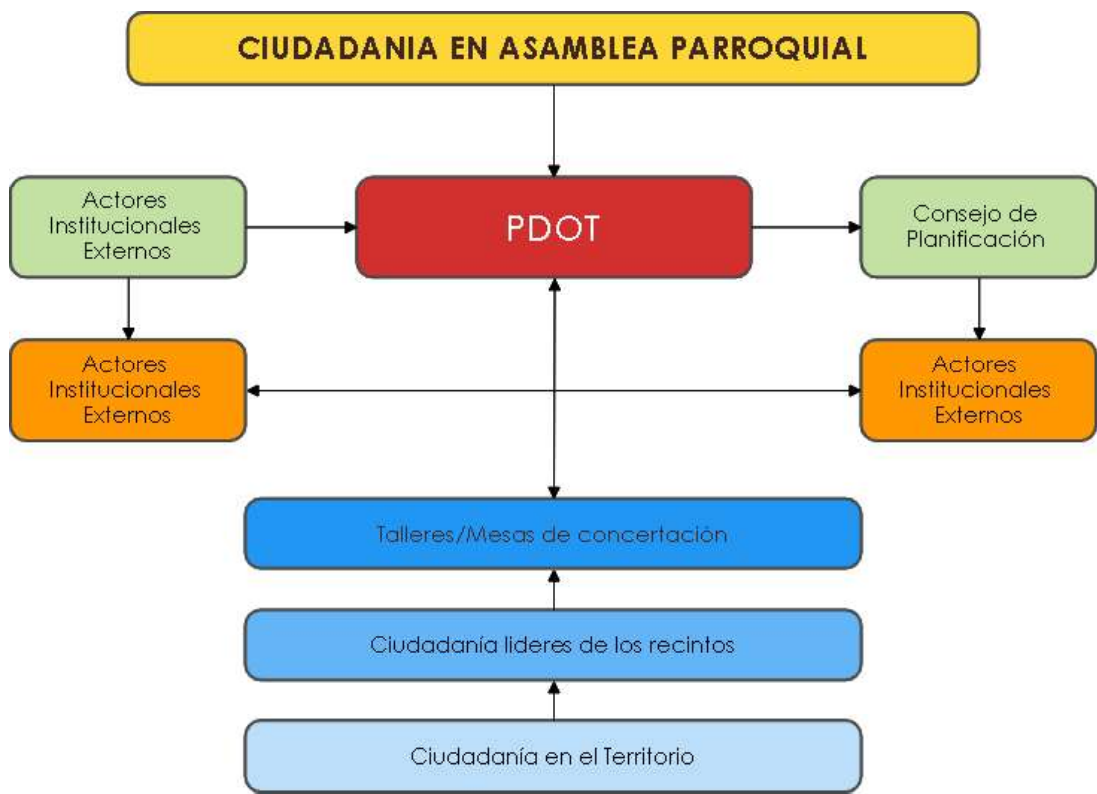 CIUDADANIA EN ASAMBLEA PARROQUIAL
Actores
Institucionales
Externos
PDOT
Consejo de
Planificación
Actores
Institucionales
Externos
Actores
Institucionales
Externos
Talleres/Mesas de concertación
Ciudadanía lideres de los recintos
Ciudadanía en el Territorio